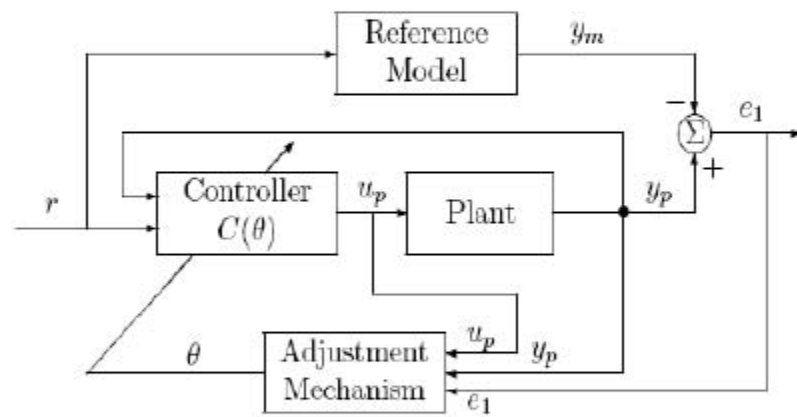 Reference
Model
y_m
−
Σ
e_1
+
Controller
C(θ)
u_p
Plant
y_p
r
θ
Adjustment
Mechanism
u_p
y_p
e_1